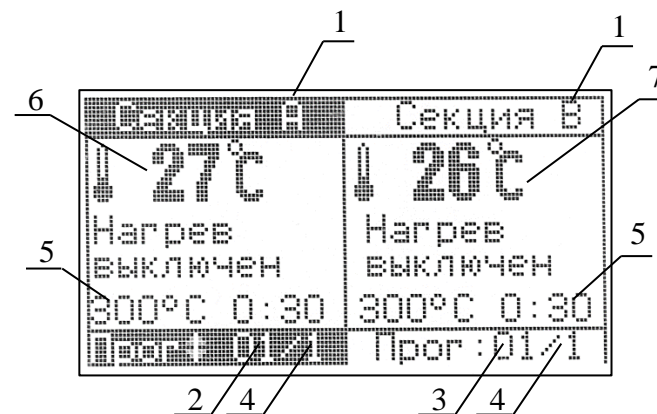 1 1
6 7
Секция A Секция B
27°C 26°C
Нагрев Нагрев
выключен выключен
5 5
300°C 0:30 300°C 0:30
Прог: 01/1 Прог:01/1
2 4 3 4